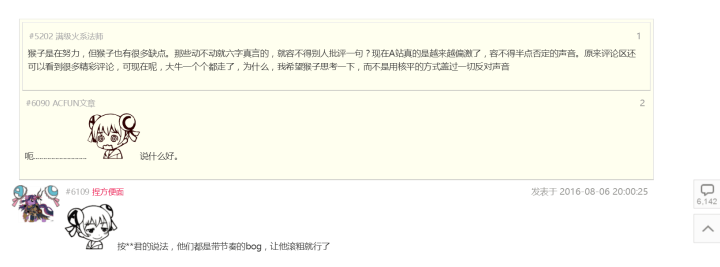 #5202 满级火系法师 1
猴子是在努力，但猴子也有很多缺点。那些动不动就六字真言的，就容不得别人批评一句？现在A站真的是越来越偏激了，容不得半点否定的声音。原来评论区还
可以看到很多精彩评论，可现在呢，大牛一个个都走了，为什么，我希望猴子思考一下，而不是用核平的方式盖过一切反对声音
#6090 ACFUN文章 2
呃........................... 说什么好。
#6109 捏方便面 发表于 2016-08-06 20:00:25
按**君的说法，他们都是带节奏的bog，让他滚粗就行了
6,142